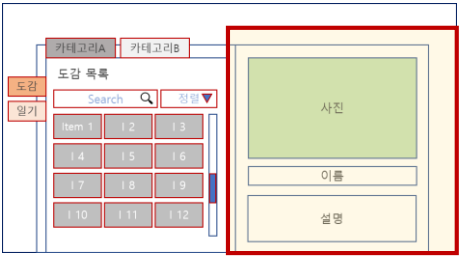 카테고리A 카테고리B
도감 목록
도감
일기
Search 정렬
Item 1 I 2 I 3
I 4 I 5 I 6
I 7 I 8 I 9
I 10 I 11 I 12
사진
이름
설명